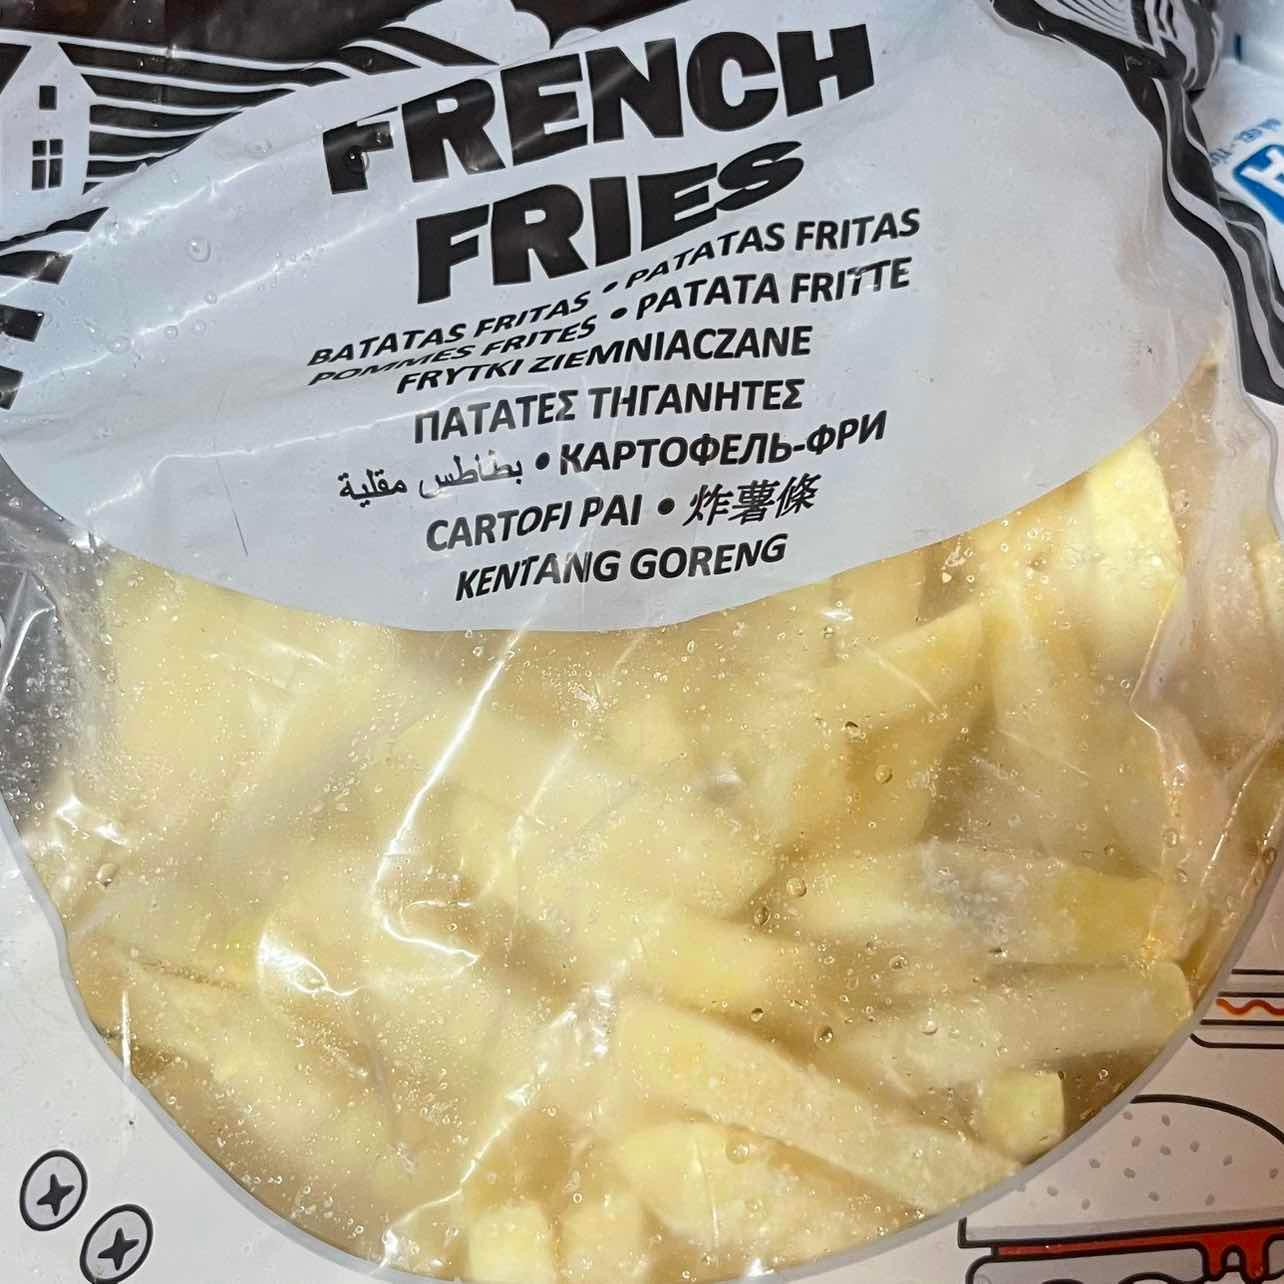 FRENCH
FRIES
BATATAS FRITAS • PATATAS FRITAS
POMMES FRITES • PATATA FRITTE
FRYTKI ZIEMNIACZANE
ΠΑΤΑΤΕΣ ΤΗΓΑΝΗΤΕΣ
بطاطس مقلية • КАРТОФЕЛЬ-ФРИ
CARTOFI PAI • 炸薯條
KENTANG GORENG